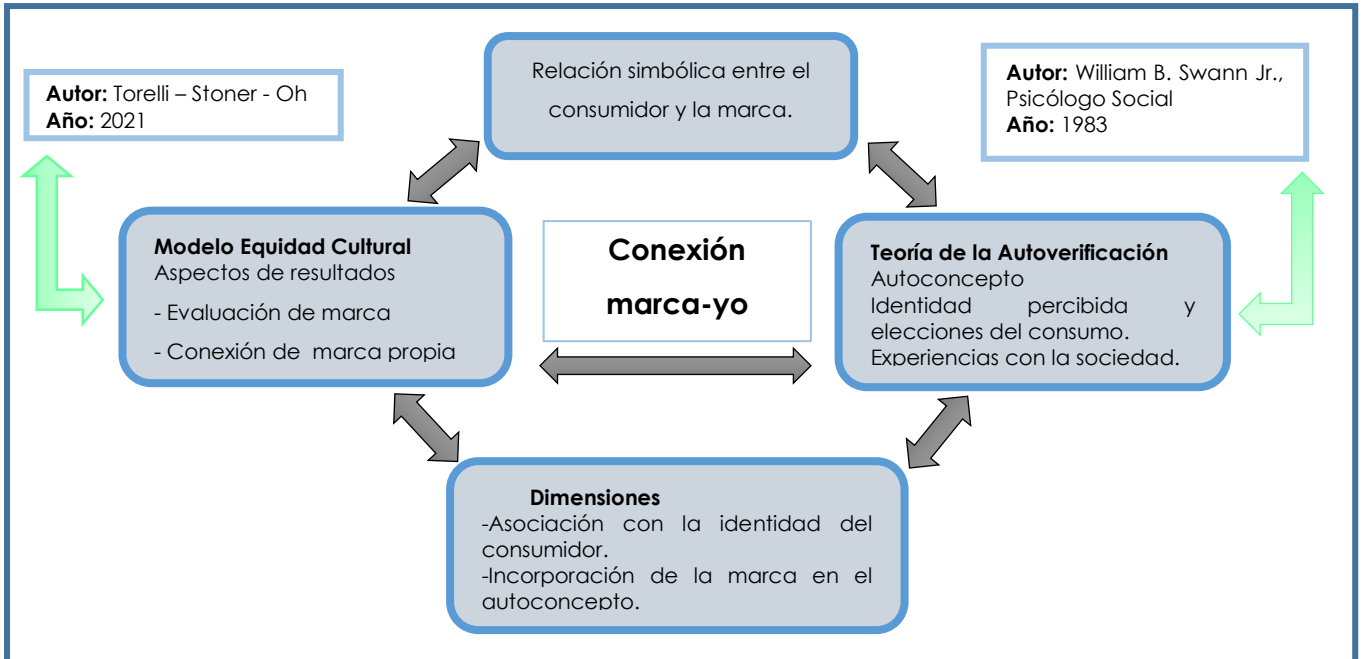 Relación simbólica entre el
consumidor y la marca.
Autor: Torelli – Stoner - Oh
Año: 2021
Autor: William B. Swann Jr.,
Psicólogo Social
Año: 1983
Modelo Equidad Cultural
Aspectos de resultados
- Evaluación de marca
- Conexión de marca propia
Conexión
marca-yo
Teoría de la Autoverificación
Autoconcepto
Identidad percibida y
elecciones del consumo.
Experiencias con la sociedad.
Dimensiones
-Asociación con la identidad del
consumidor.
-Incorporación de la marca en el
autoconcepto.